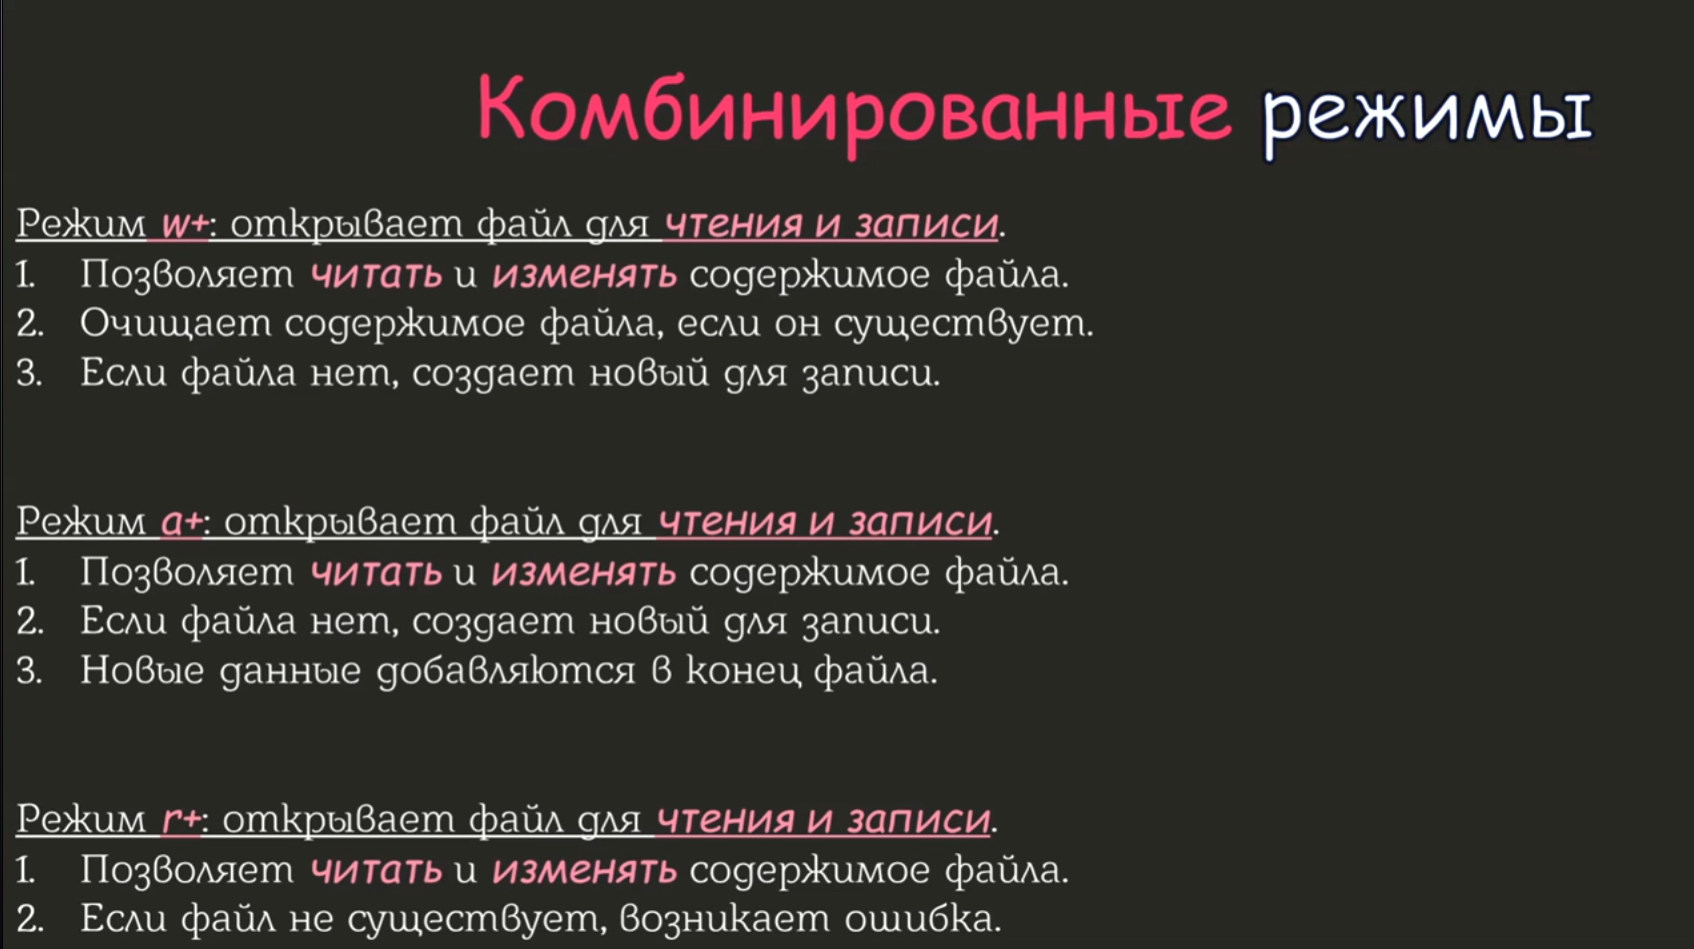 Комбинированные режимы
Режим w+: открывает файл для чтения и записи.
1. Позволяет читать и изменять содержимое файла.
2. Очищает содержимое файла, если он существует.
3. Если файла нет, создает новый для записи.
Режим a+: открывает файл для чтения и записи.
1. Позволяет читать и изменять содержимое файла.
2. Если файла нет, создает новый для записи.
3. Новые данные добавляются в конец файла.
Режим r+: открывает файл для чтения и записи.
1. Позволяет читать и изменять содержимое файла.
2. Если файл не существует, возникает ошибка.